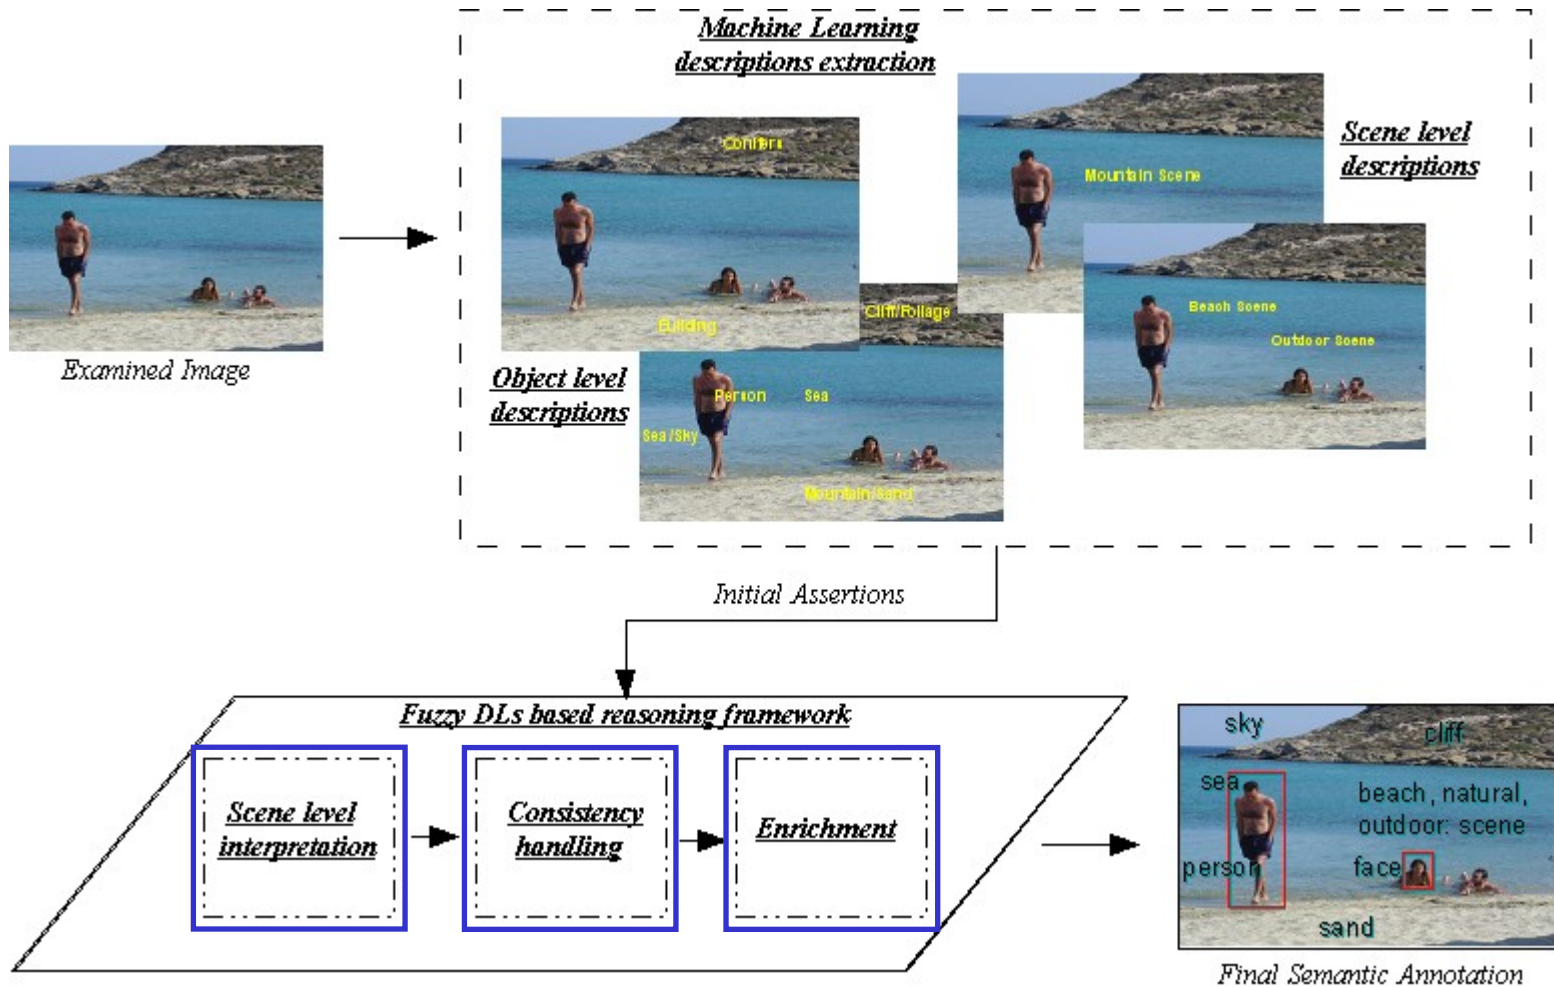 Machine Learning
descriptions extraction
Conifers
Building
Mountain Scene
Scene level
descriptions
Beach Scene
Outdoor Scene
Cliff/Foliage
Object level
descriptions
Person
Sea
Sea/Sky
Mountain/Sand
Examined Image
Initial Assertions
Fuzzy DLs based reasoning framework
Scene level
interpretation
Consistency
handling
Enrichment
sky
cliff
sea
beach, natural,
outdoor: scene
person
face
sand
Final Semantic Annotation